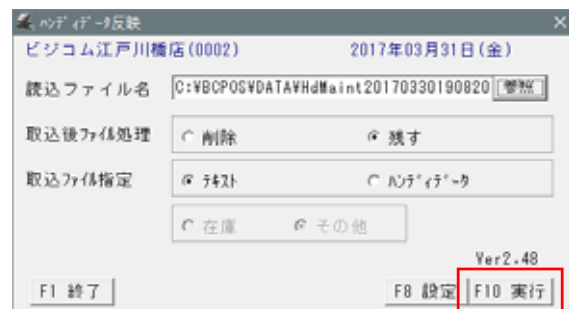 ﾊﾝﾃﾞｨﾃﾞｰﾀ反映
ビジコム江戸川橋店(0002) 2017年03月31日(金)
読込ファイル名 C:¥BCPOS¥DATA¥HdMaint20170330190820 参照
取込後ﾌｧｲﾙ処理 削除 残す
取込ﾌｧｲﾙ指定 ﾃｷｽﾄ ﾊﾝﾃﾞｨﾃﾞｰﾀ
在庫 その他
Ver2.48
F1 終了 F8 設定 F10 実行